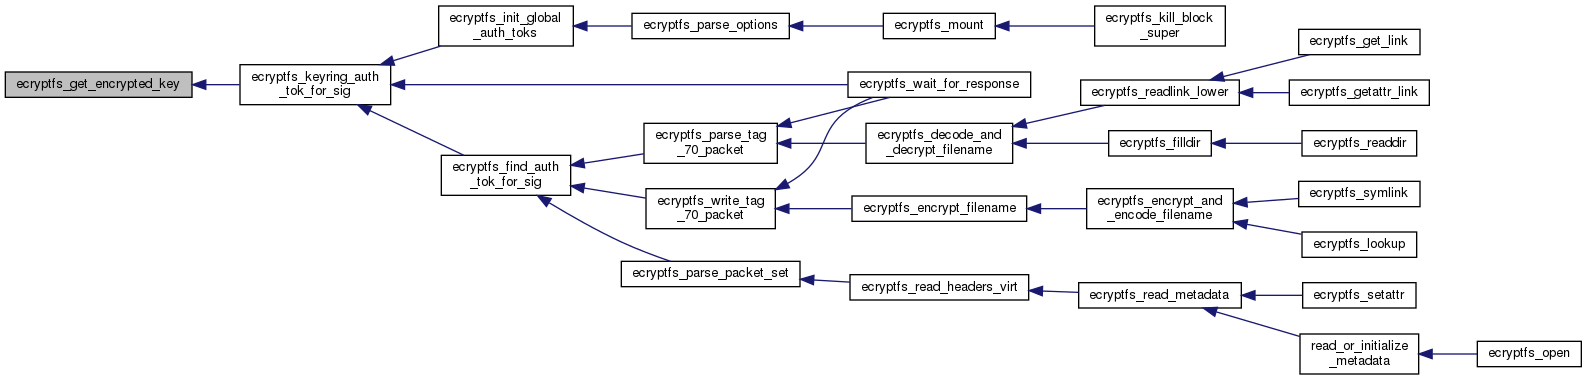 ecryptfs_get_encrypted_key
ecryptfs_keyring_auth
_tok_for_sig
ecryptfs_init_global
_auth_toks
ecryptfs_parse_options
ecryptfs_mount
ecryptfs_kill_block
_super
ecryptfs_wait_for_response
ecryptfs_find_auth
_tok_for_sig
ecryptfs_parse_tag
_70_packet
ecryptfs_decode_and
_decrypt_filename
ecryptfs_readlink_lower
ecryptfs_get_link
ecryptfs_getattr_link
ecryptfs_filldir
ecryptfs_readdir
ecryptfs_write_tag
_70_packet
ecryptfs_encrypt_filename
ecryptfs_encrypt_and
_encode_filename
ecryptfs_symlink
ecryptfs_lookup
ecryptfs_parse_packet_set
ecryptfs_read_headers_virt
ecryptfs_read_metadata
ecryptfs_setattr
read_or_initialize
_metadata
ecryptfs_open